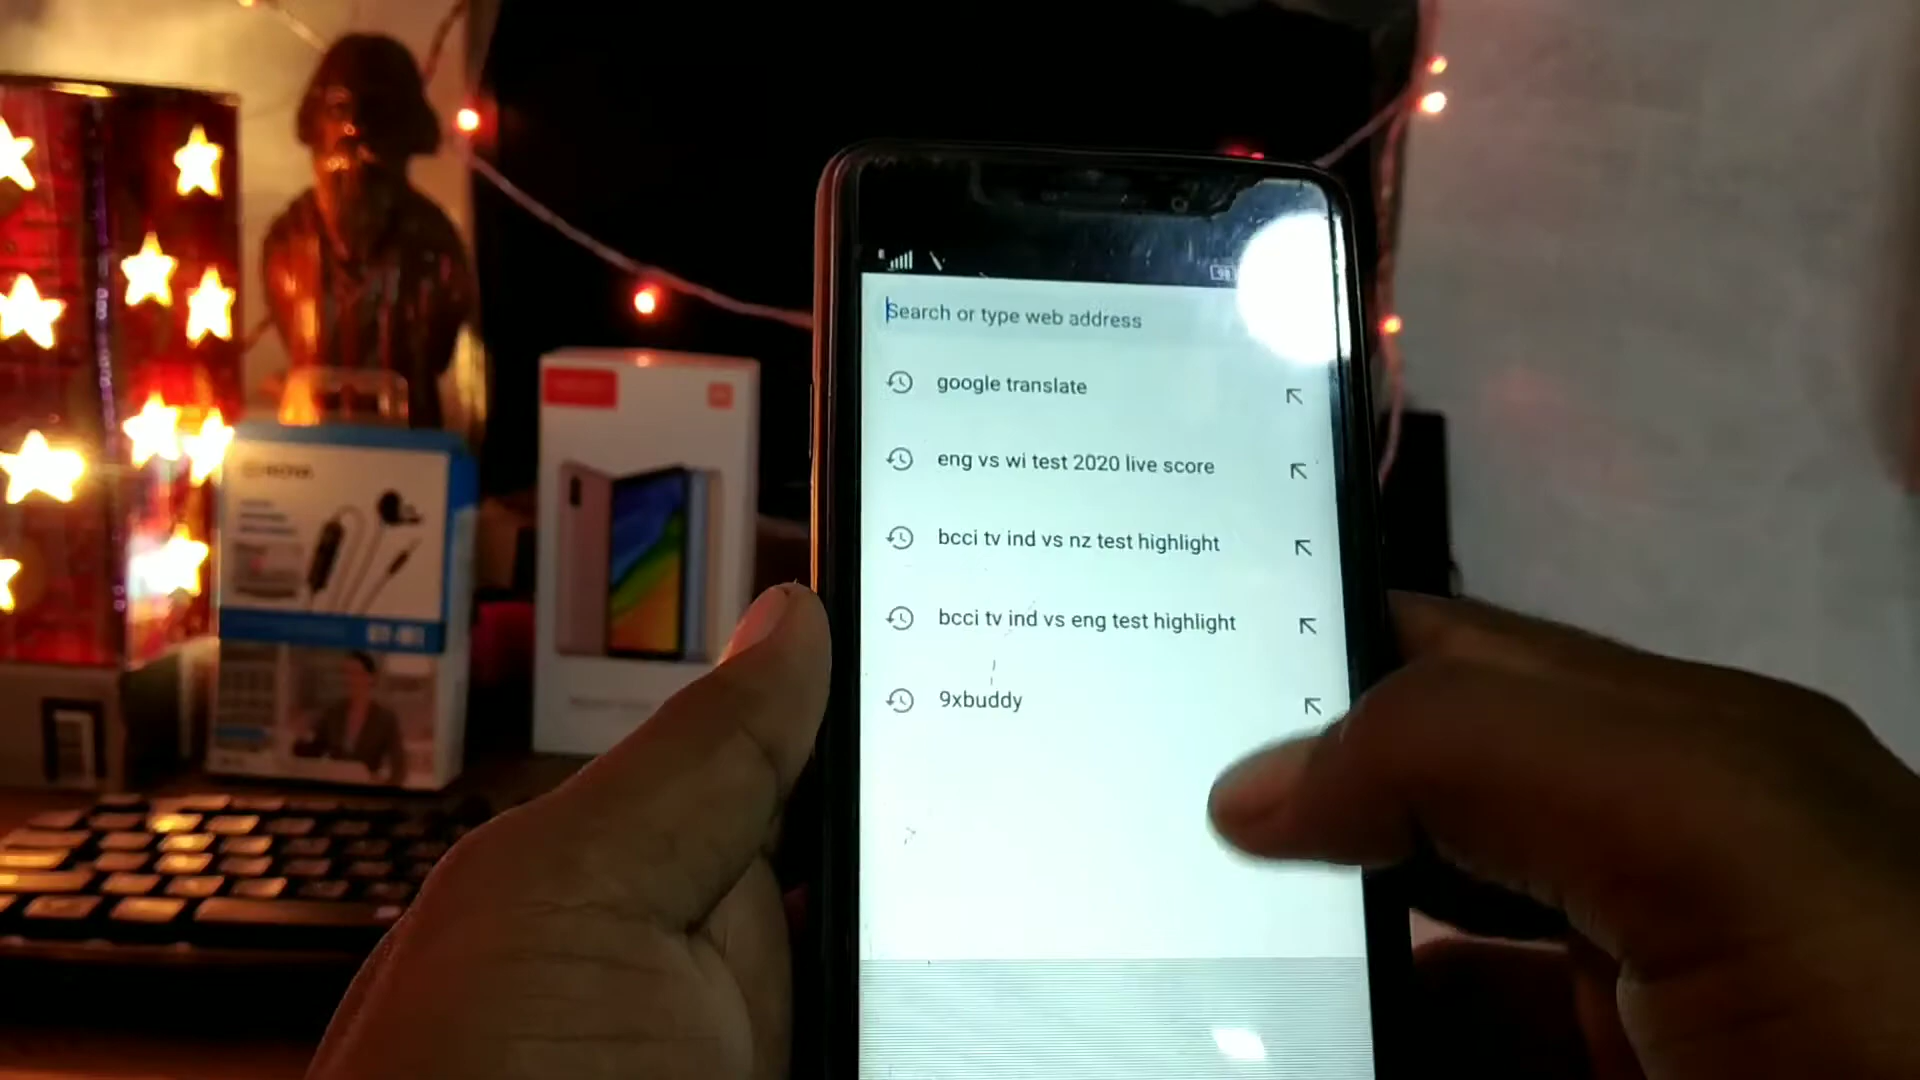 98
Search or type web address
google translate
eng vs wi test 2020 live score
bcci tv ind vs nz test highlight
bcci tv ind vs eng test highlight
9xbuddy